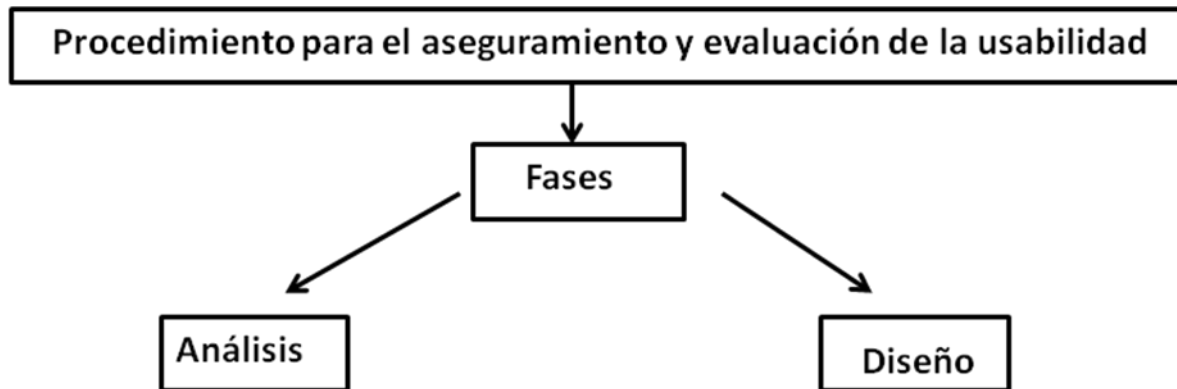 Procedimiento para el aseguramiento y evaluación de la usabilidad
Fases
Análisis
Diseño